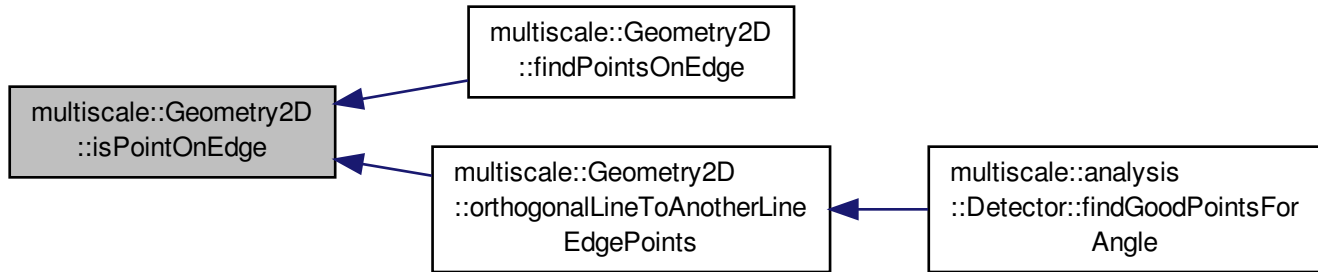 multiscale::Geometry2D
::findPointsOnEdge
multiscale::Geometry2D
::isPointOnEdge
multiscale::Geometry2D
::orthogonalLineToAnotherLine
EdgePoints
multiscale::analysis
::Detector::findGoodPointsFor
Angle